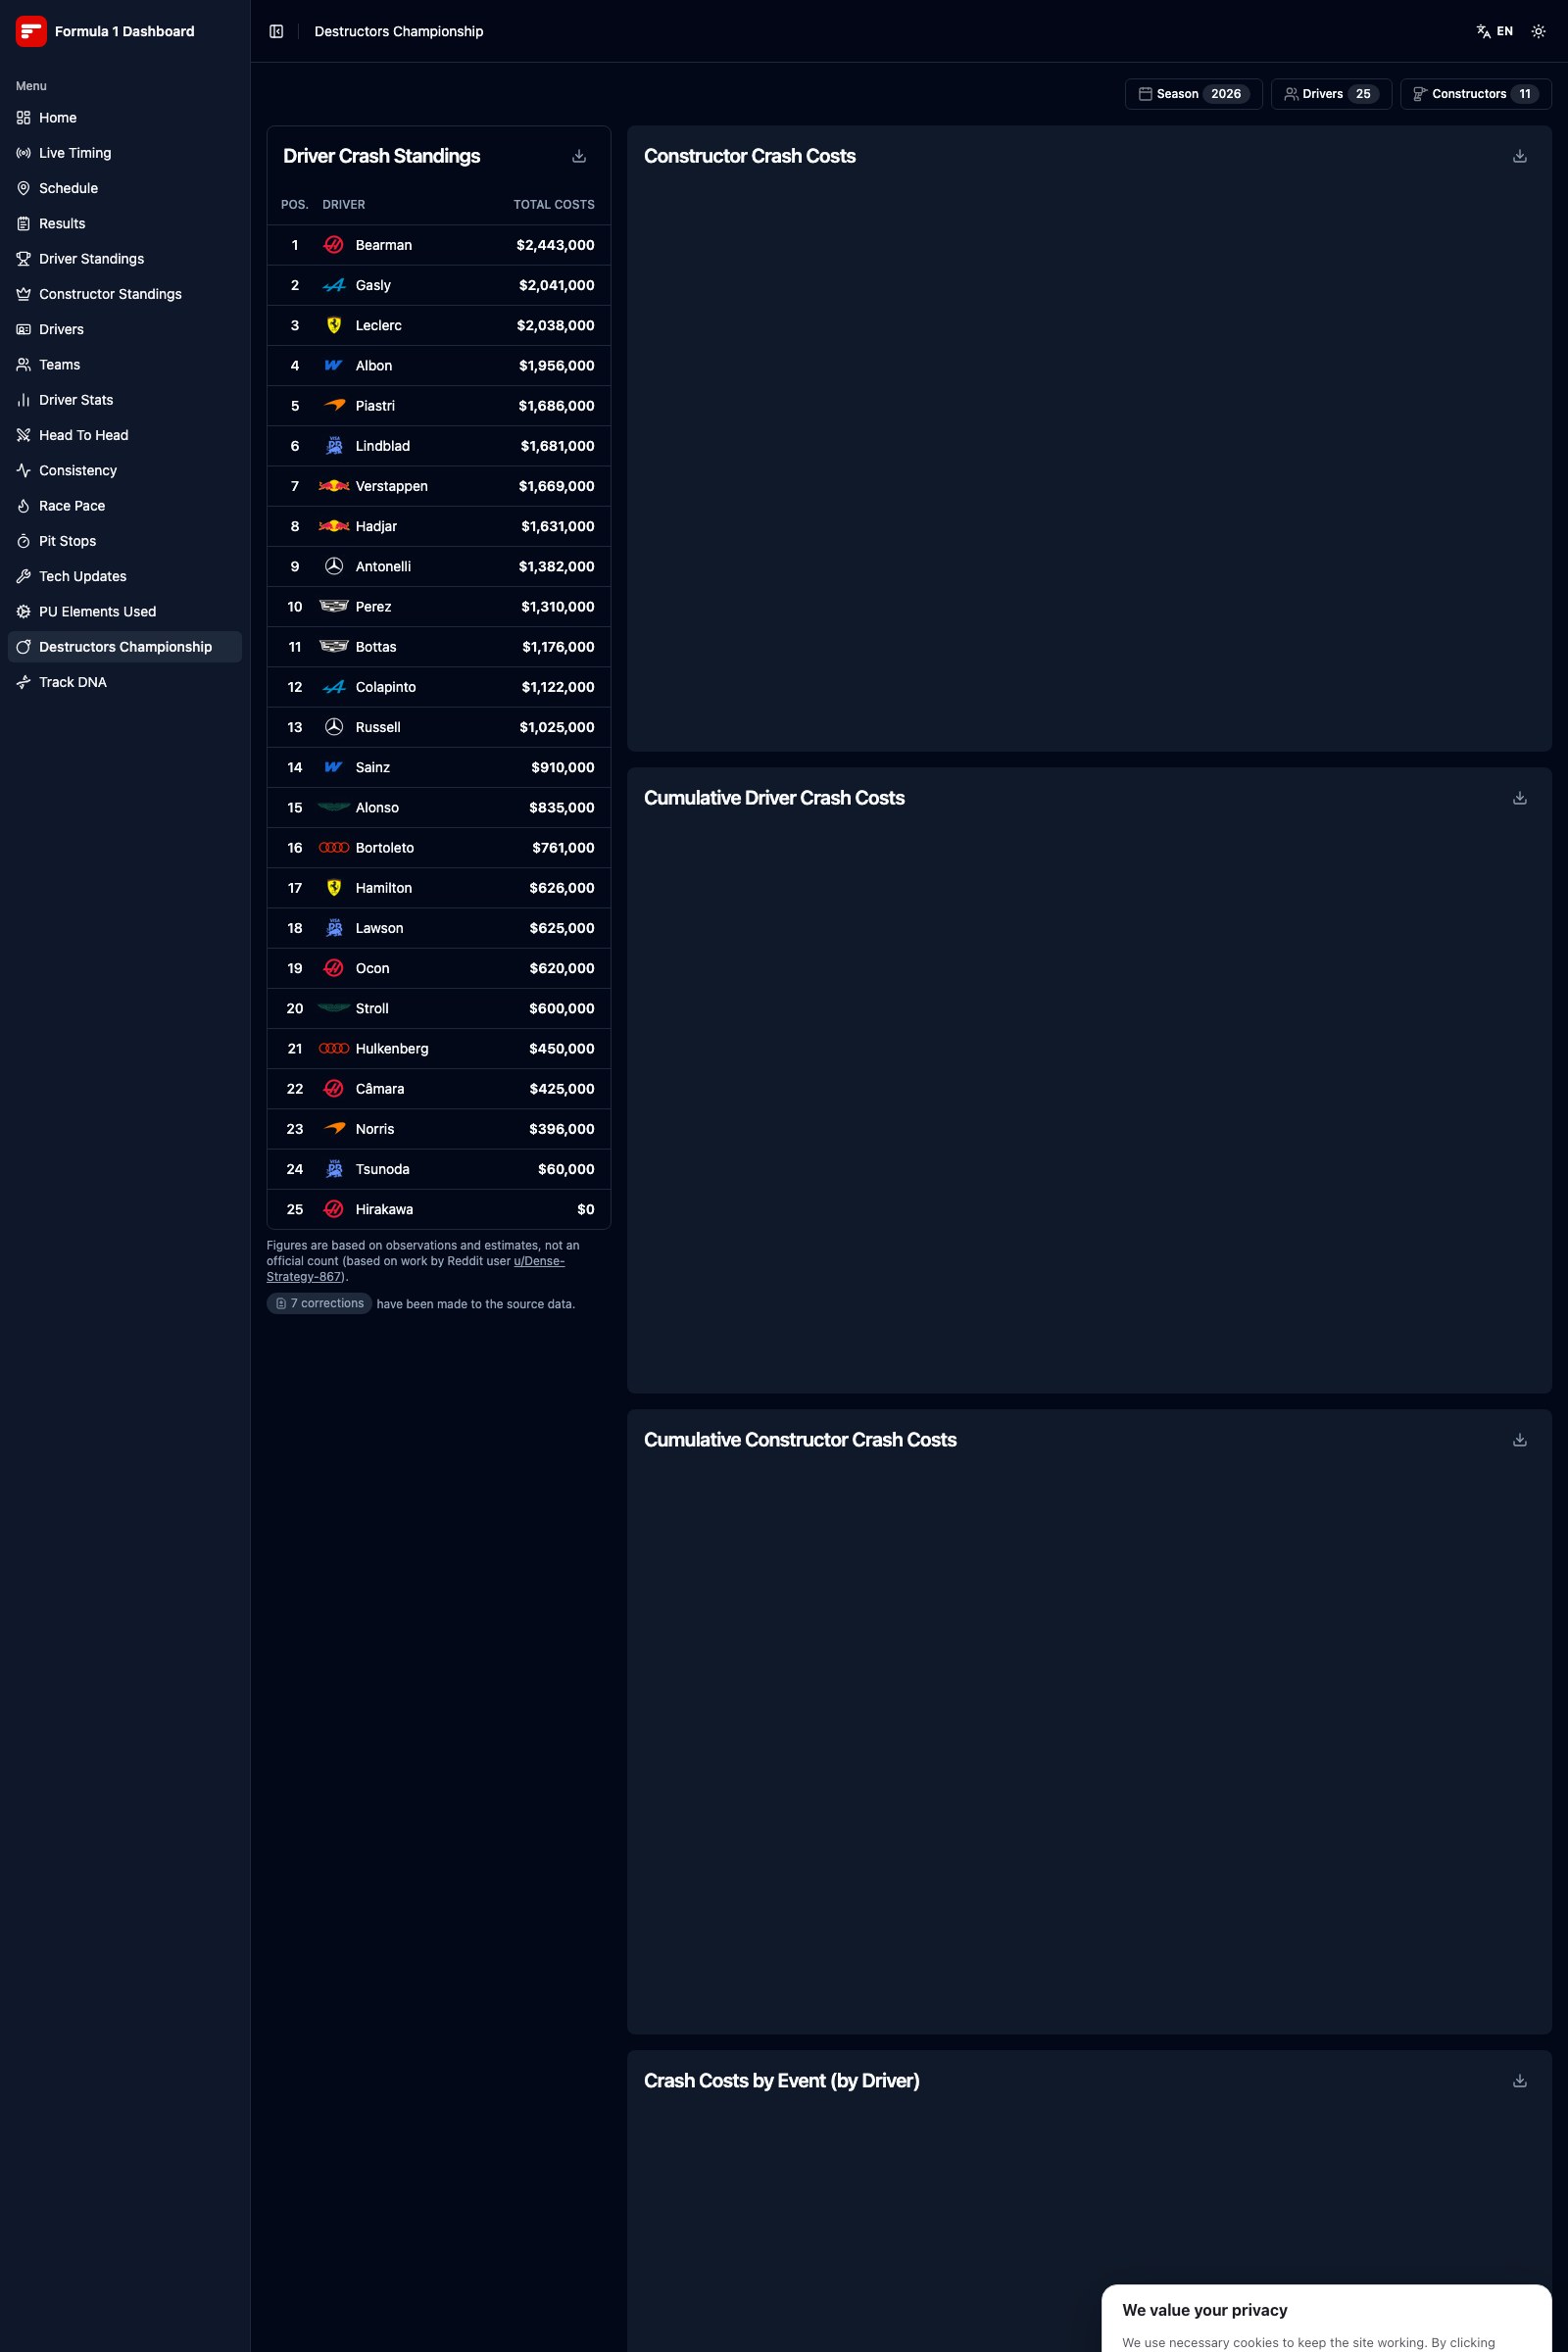 Formula 1 Dashboard
Menu
Home
Live Timing
Schedule
Results
Driver Standings
Constructor Standings
Drivers
Teams
Driver Stats
Head To Head
Consistency
Race Pace
Pit Stops
Tech Updates
PU Elements Used
Destructors Championship
Track DNA
Destructors Championship
EN
Season 2026 Drivers 25 Constructors 11
Driver Crash Standings
POS. DRIVER TOTAL COSTS
1 Bearman $2,443,000
2 Gasly $2,041,000
3 Leclerc $2,038,000
4 Albon $1,956,000
5 Piastri $1,686,000
6 Lindblad $1,681,000
7 Verstappen $1,669,000
8 Hadjar $1,631,000
9 Antonelli $1,382,000
10 Perez $1,310,000
11 Bottas $1,176,000
12 Colapinto $1,122,000
13 Russell $1,025,000
14 Sainz $910,000
15 Alonso $835,000
16 Bortoleto $761,000
17 Hamilton $626,000
18 Lawson $625,000
19 Ocon $620,000
20 Stroll $600,000
21 Hulkenberg $450,000
22 Câmara $425,000
23 Norris $396,000
24 Tsunoda $60,000
25 Hirakawa $0
Figures are based on observations and estimates, not an
official count (based on work by Reddit user u/Dense-
Strategy-867).
7 corrections have been made to the source data.
Constructor Crash Costs
Cumulative Driver Crash Costs
Cumulative Constructor Crash Costs
Crash Costs by Event (by Driver)
We value your privacy
We use necessary cookies to keep the site working. By clicking